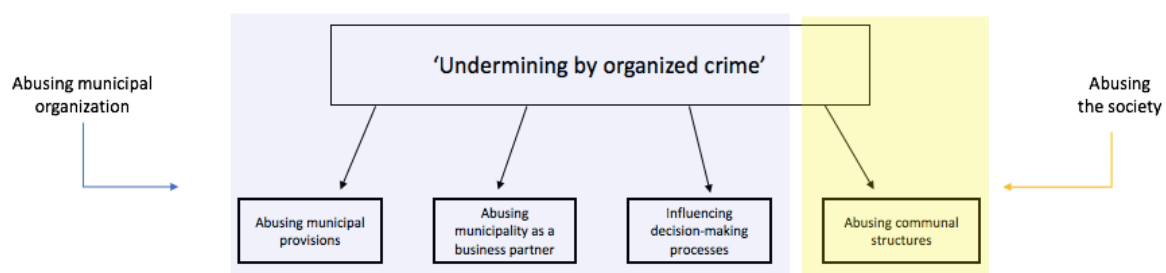 'Undermining by organized crime'
Abusing municipal
organization
Abusing
the society
Abusing municipal
provisions
Abusing
municipality as a
business partner
Influencing
decision-making
processes
Abusing communal
structures